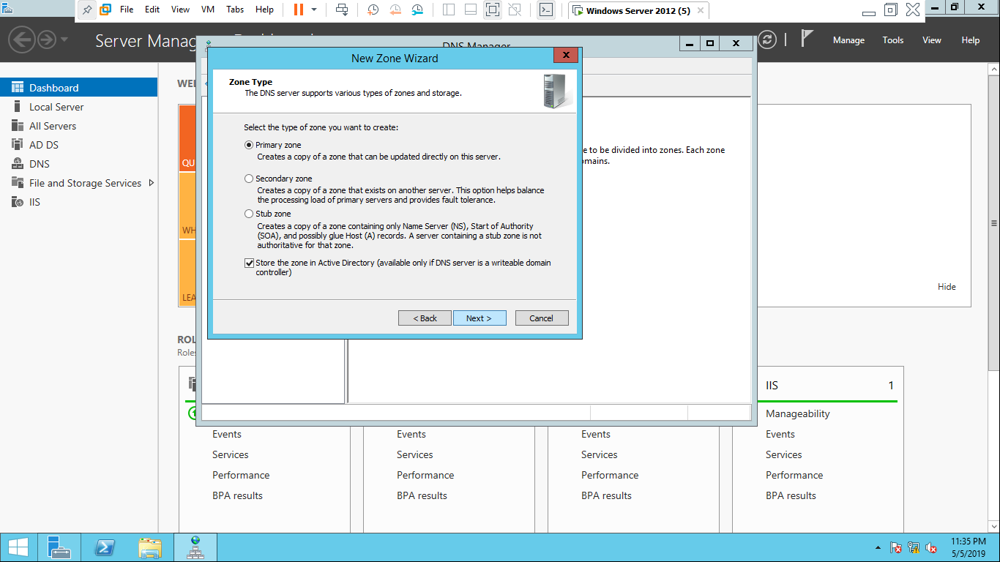 File Edit View VM Tabs Help
Windows Server 2012 (5)
Server Manag
DNS Manager
Manage Tools View Help
Dashboard
Local Server
All Servers
AD DS
DNS
File and Storage Services
IIS
WEL
QU
WH
LEA
New Zone Wizard
Zone Type
The DNS server supports various types of zones and storage.
Select the type of zone you want to create:
Primary zone
Creates a copy of a zone that can be updated directly on this server.
Secondary zone
Creates a copy of a zone that exists on another server. This option helps balance
the processing load of primary servers and provides fault tolerance.
Stub zone
Creates a copy of a zone containing only Name Server (NS), Start of Authority
(SOA), and possibly glue Host (A) records. A server containing a stub zone is not
authoritative for that zone.
Store the zone in Active Directory (available only if DNS server is a writeable domain
controller)
< Back Next > Cancel
e to be divided into zones. Each zone
mains.
Hide
ROL
Roles
IIS 1
Manageability
Events Events Events Events
Services Services Services Services
Performance Performance Performance Performance
BPA results BPA results BPA results BPA results
11:35 PM
5/5/2019